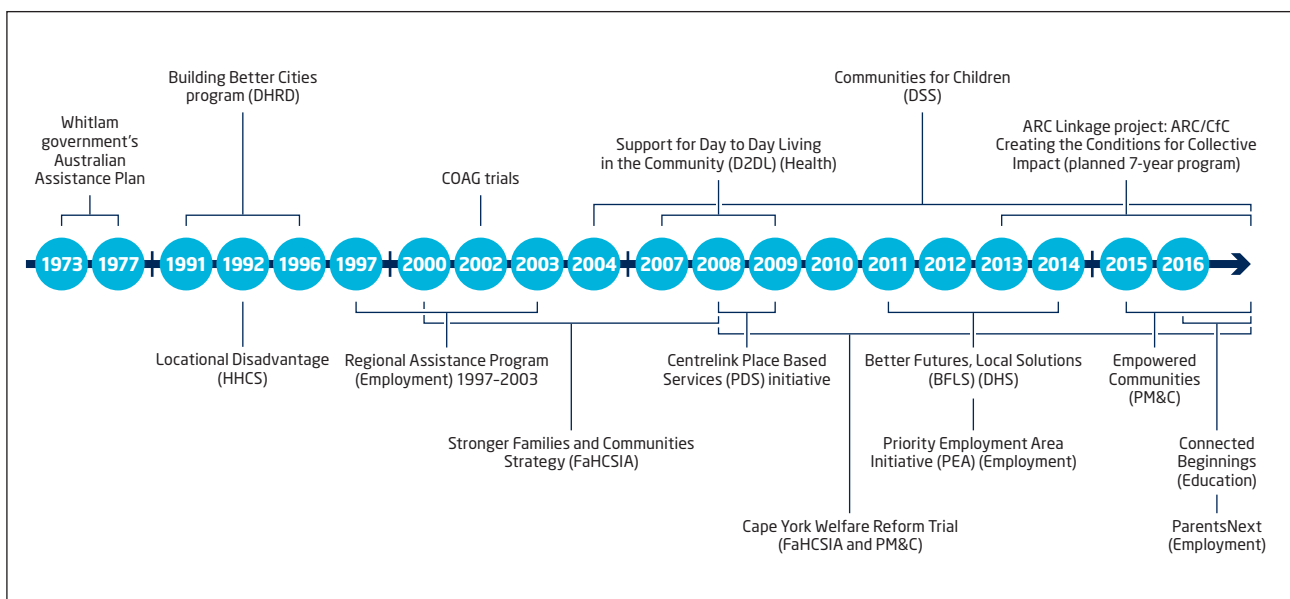 Building Better Cities
program (DHRD)
Communities for Children
(DSS)
Whitlam
government's
Australian
Assistance Plan
Support for Day to Day Living
in the Community (D2DL) (Health)
ARC Linkage project: ARC/CfC
Creating the Conditions for Collective
Impact (planned 7-year program)
COAG trials
1973 1977 1991 1992 1996 1997 2000 2002 2003 2004 2007 2008 2009 2010 2011 2012 2013 2014 2015 2016
Locational Disadvantage
(HHCS)
Regional Assistance Program
(Employment) 1997–2003
Centrelink Place Based
Services (PDS) initiative
Better Futures, Local Solutions
(BFLS) (DHS)
Empowered
Communities
(PM&C)
Stronger Families and Communities
Strategy (FaHCSIA)
Priority Employment Area
Initiative (PEA) (Employment)
Connected
Beginnings
(Education)
Cape York Welfare Reform Trial
(FaHCSIA and PM&C)
ParentsNext
(Employment)